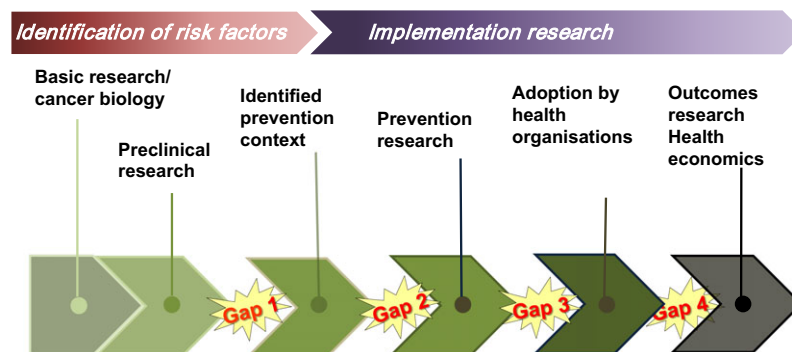 Identification of risk factors
Implementation research
Basic research/
cancer biology
Preclinical
research
Identified
prevention
context
Prevention
research
Adoption by
health
organisations
Outcomes
research
Health
economics
Gap 1
Gap 2
Gap 3
Gap 4